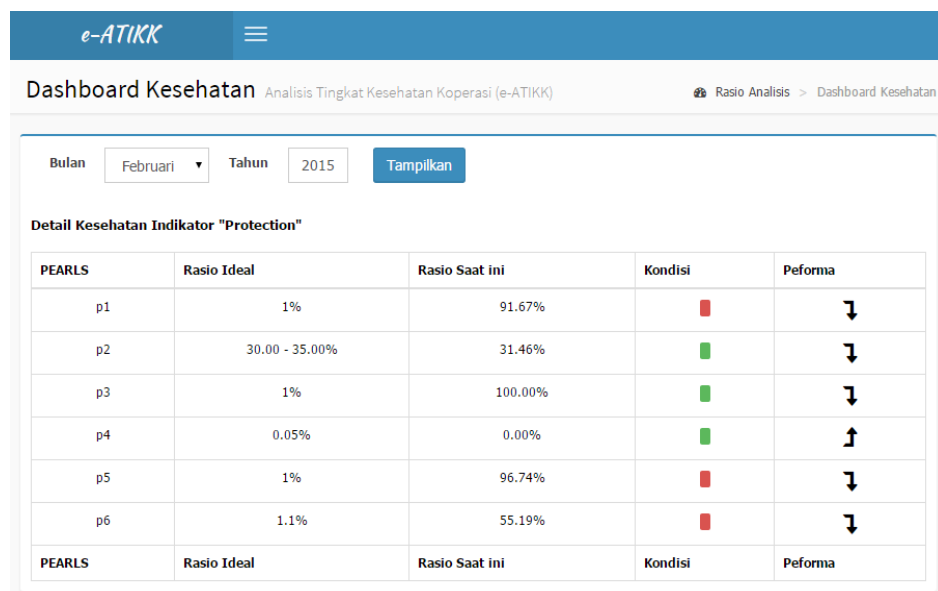 e-ATIKK
Dashboard Kesehatan Analisis Tingkat Kesehatan Koperasi (e-ATIKK) Rasio Analisis > Dashboard Kesehatan
Bulan Februari Tahun 2015 Tampilkan
Detail Kesehatan Indikator "Protection"
PEARLS Rasio Ideal Rasio Saat ini Kondisi Peforma
p1 1% 91.67%
p2 30.00 - 35.00% 31.46%
p3 1% 100.00%
p4 0.05% 0.00%
p5 1% 96.74%
p6 1.1% 55.19%
PEARLS Rasio Ideal Rasio Saat ini Kondisi Peforma